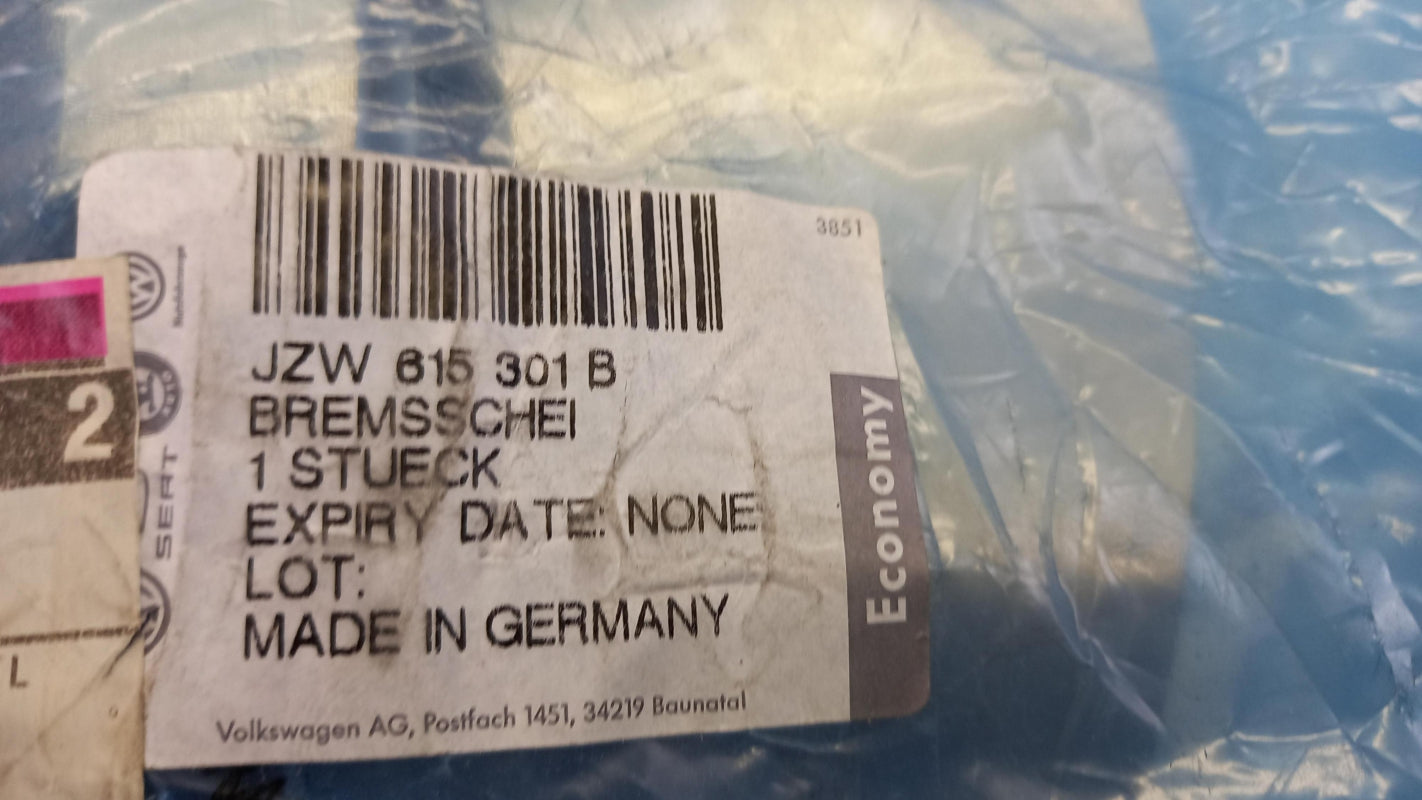 3851
JZW 615 301 B
BREMSSCHEI
1 STUECK
EXPIRY DATE: NONE
LOT:
MADE IN GERMANY
Volkswagen AG, Postfach 1451, 34219 Baunatal
Economy
SEAT
2
L